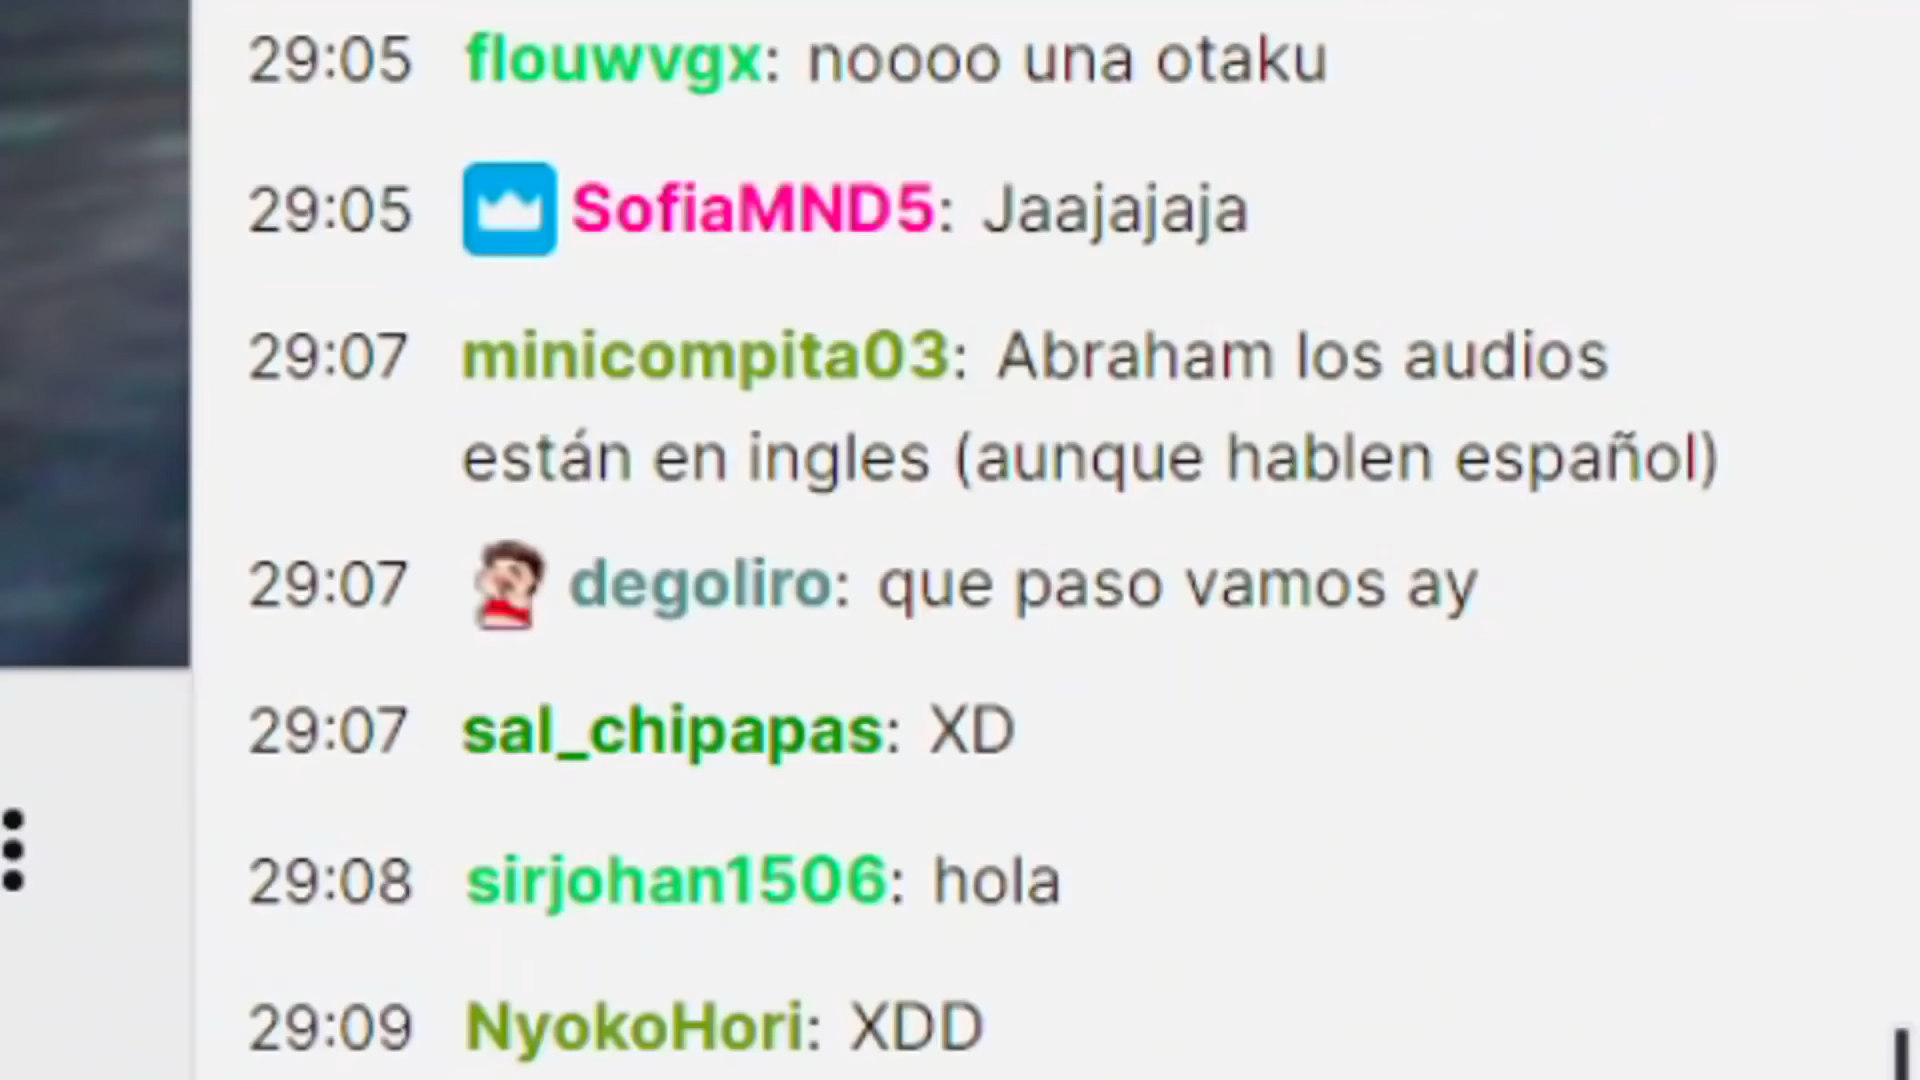 29:05 flouwvgx: noooo una otaku
29:05 SofiaMND5: Jaajajaja
29:07 minicompita03: Abraham los audios
están en ingles (aunque hablen español)
29:07 degoliro: que paso vamos ay
29:07 sal_chipapas: XD
29:08 sirjohan1506: hola
29:09 NyokoHori: XDD